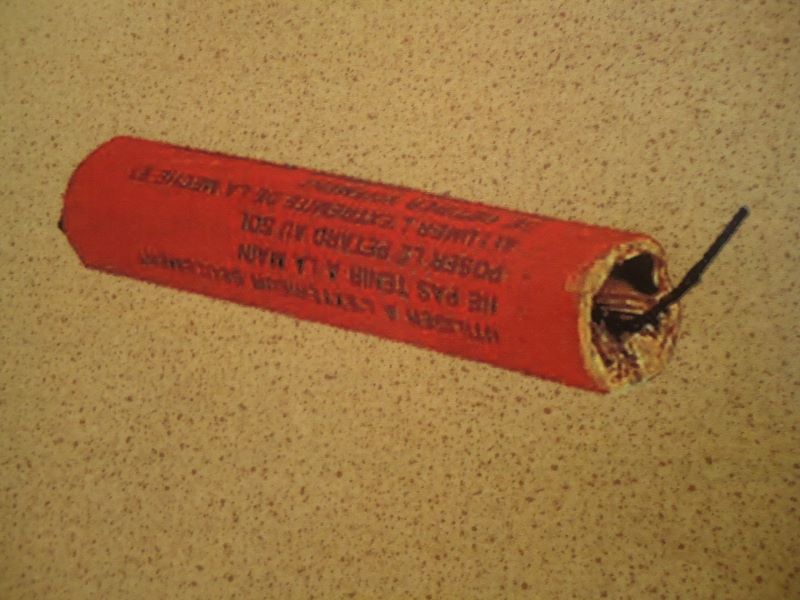 UTILISER A L'EXTERIEUR SEULEMENT
NE PAS TENIR A LA MAIN
POSER LE PETARD AU SOL
ALLUMER L'EXTREMITE DE LA MECHE ET
SE RETIRER VIVEMENT